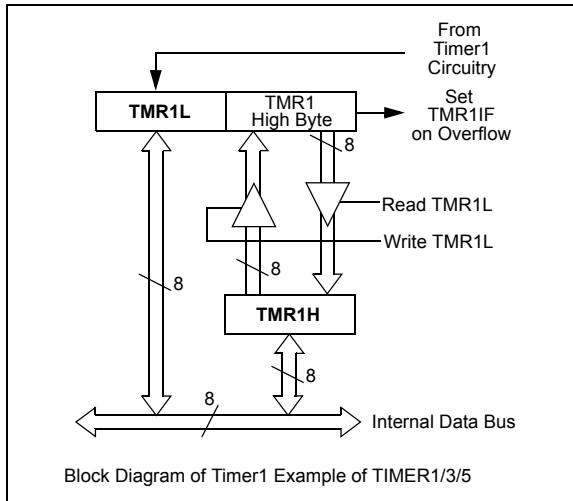 From
Timer1
Circuitry
TMR1L
TMR1
High Byte
Set
TMR1IF
on Overflow
8
Read TMR1L
Write TMR1L
8
8
TMR1H
8
8
Internal Data Bus
Block Diagram of Timer1 Example of TIMER1/3/5